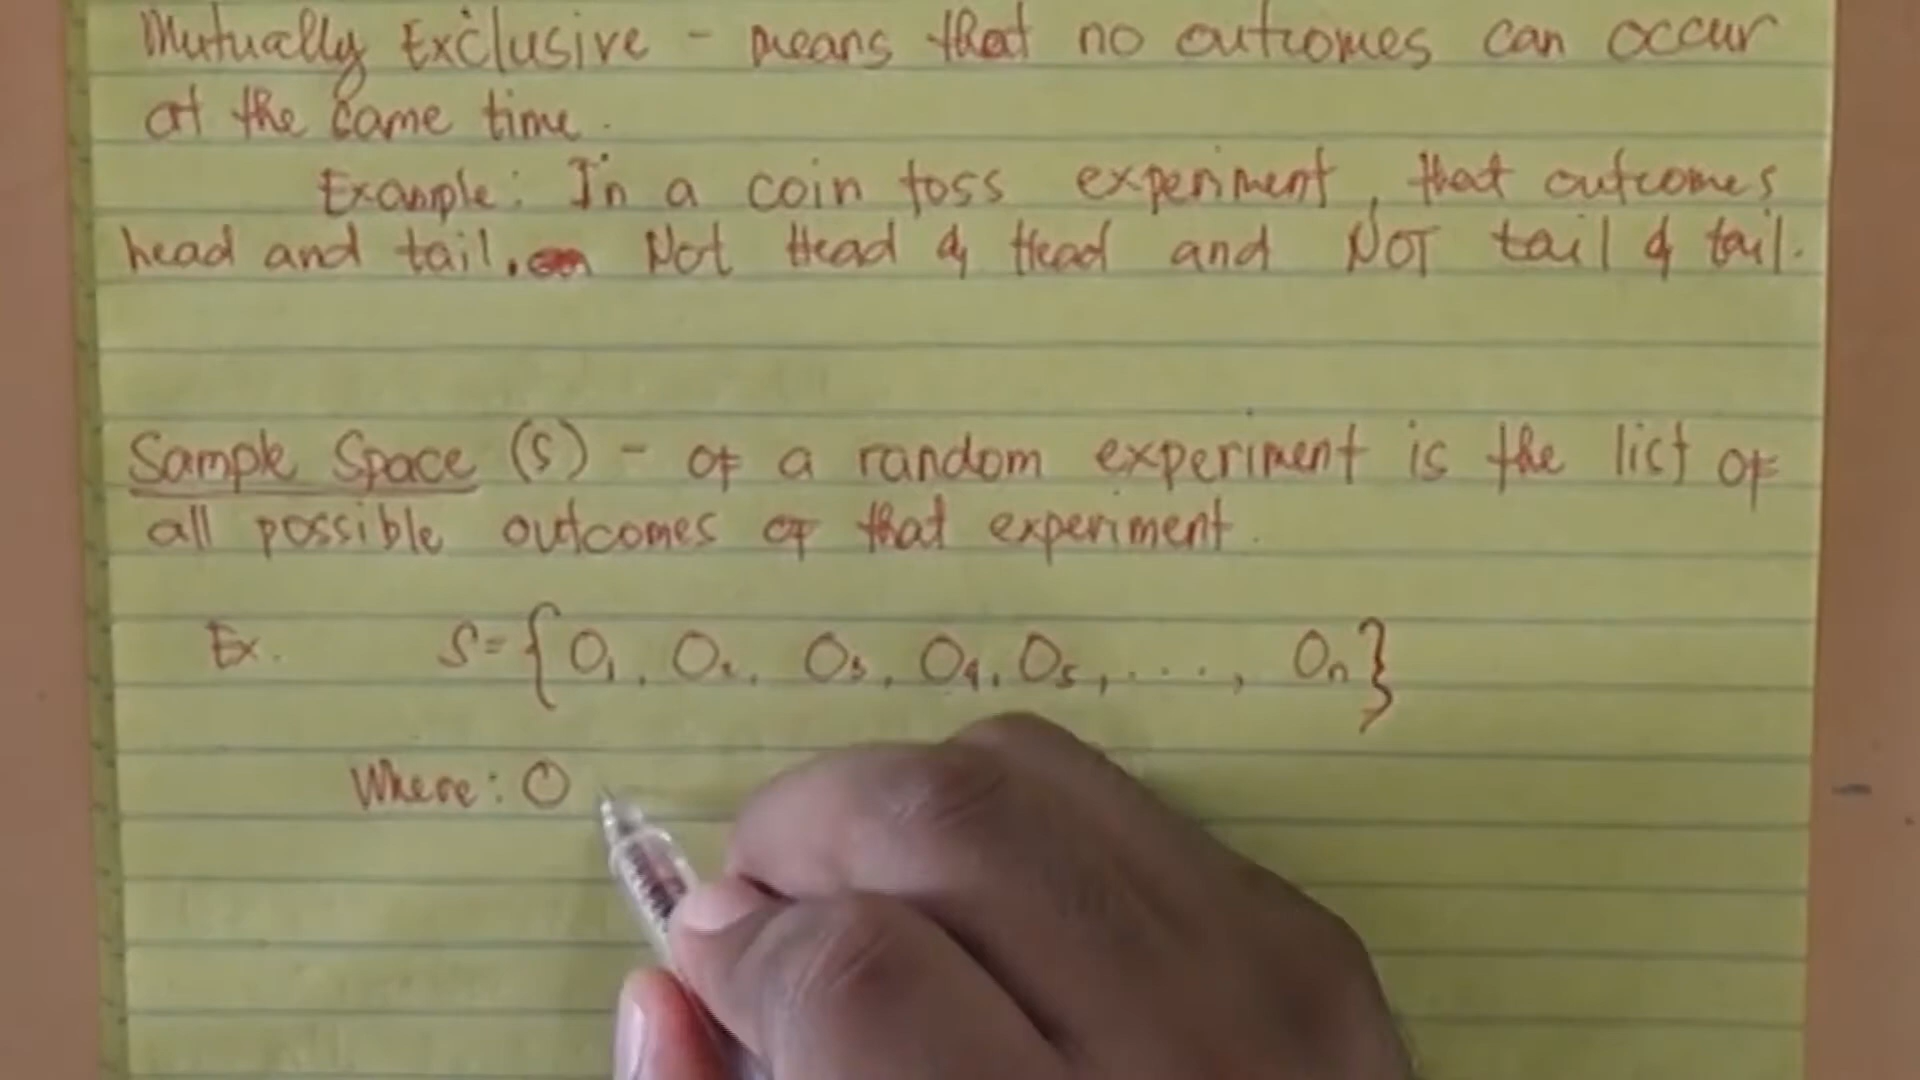 Mutually Exclusive - means that no outcomes can occur
at the same time.
Example: In a coin toss experiment, that outcomes
head and tail. Not Head & Head and NOT tail & tail.
Sample Space (S) - of a random experiment is the list of
all possible outcomes of that experiment.
Ex. S={O₁, O₂, O₃, O₄, O₅, ...., Oₙ}
Where: O